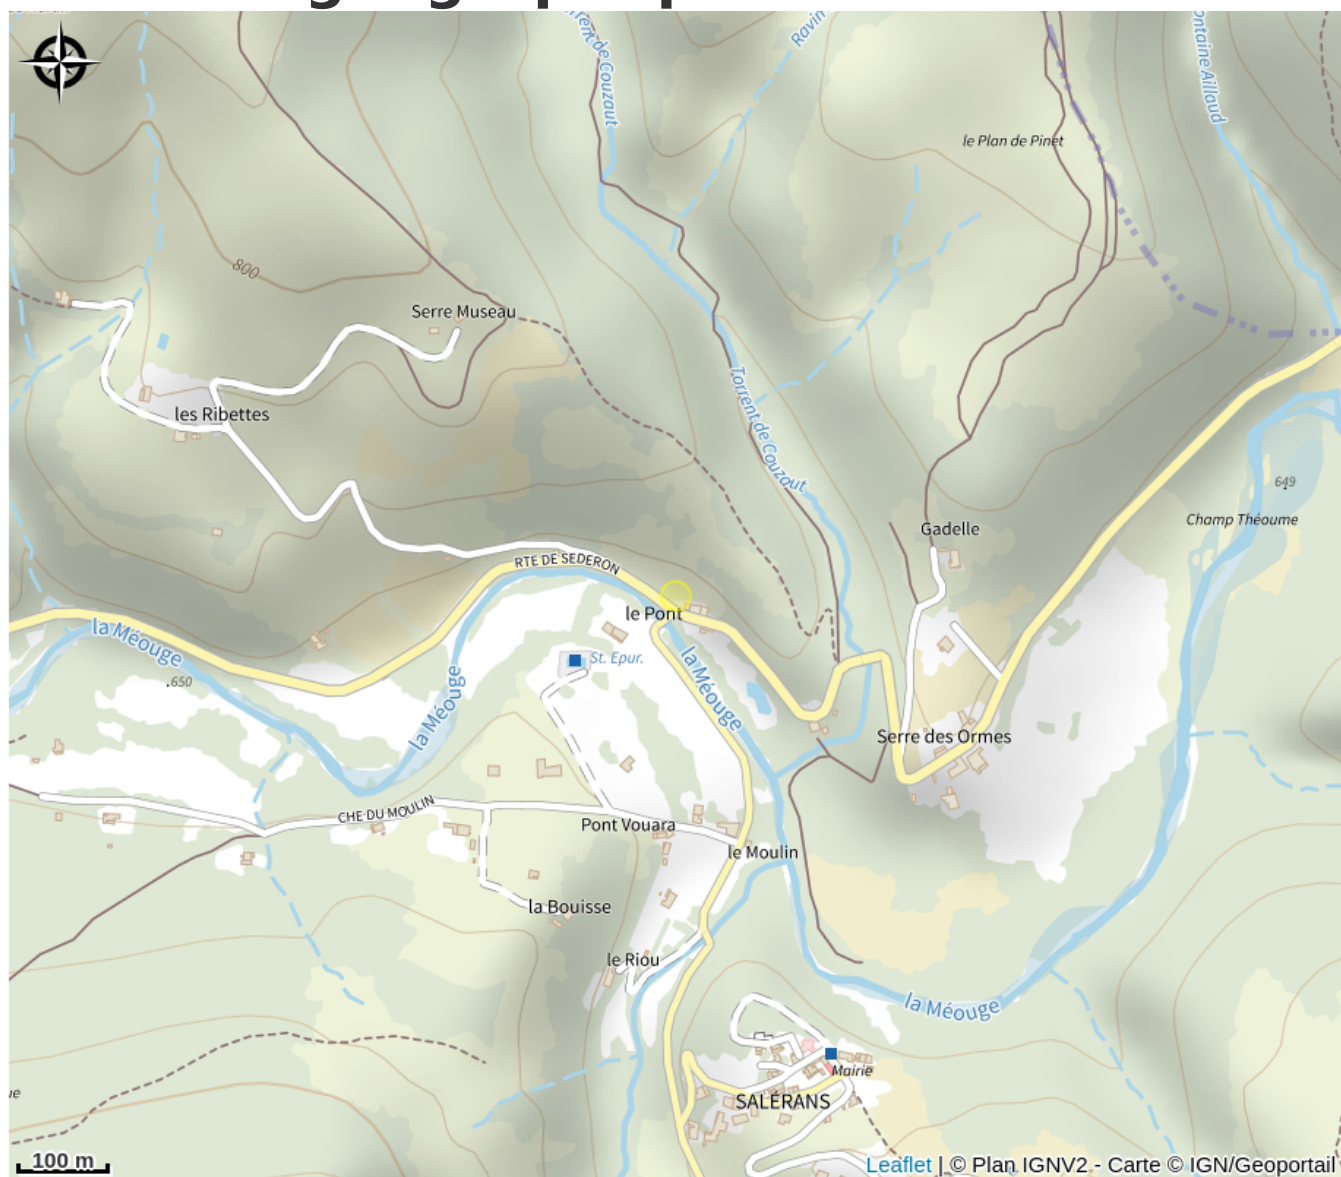 Torrent de Couzaut
Ravin
ontaine Aillaud
le Plan de Pinet
800
Serre Museau
les Ribettes
Torrent de Couzaut
649
Champ Théoume
Gadelle
RTE DE SEDERON
le Pont
la Méouge
St. Epur.
la Méouge
.650
la Méouge
Serre des Ormes
CHE DU MOULIN
Pont Vouara
le Moulin
la Bouisse
le Riou
la Méouge
Mairie
ue
SALÉRANS
100 m
Leaflet | © Plan IGNV2 - Carte © IGN/Geoportail